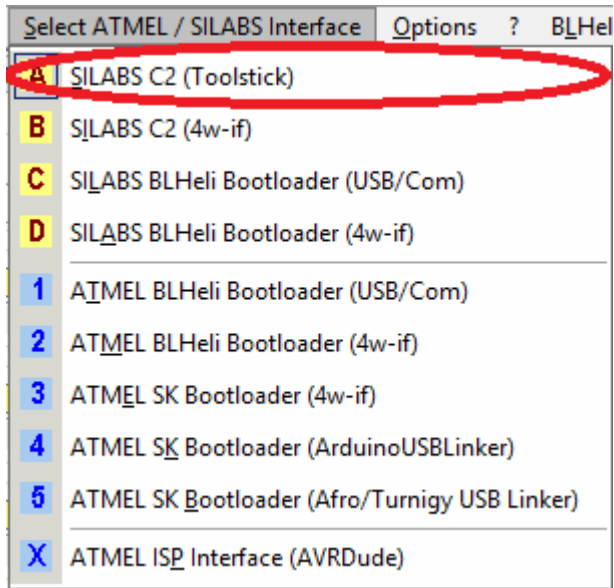 Select ATMEL / SILABS Interface Options ? BLHel
A SILABS C2 (Toolstick)
B SILABS C2 (4w-if)
C SILABS BLHeli Bootloader (USB/Com)
D SILABS BLHeli Bootloader (4w-if)
1 ATMEL BLHeli Bootloader (USB/Com)
2 ATMEL BLHeli Bootloader (4w-if)
3 ATMEL SK Bootloader (4w-if)
4 ATMEL SK Bootloader (ArduinoUSBLinker)
5 ATMEL SK Bootloader (Afro/Turnigy USB Linker)
X ATMEL ISP Interface (AVRDude)